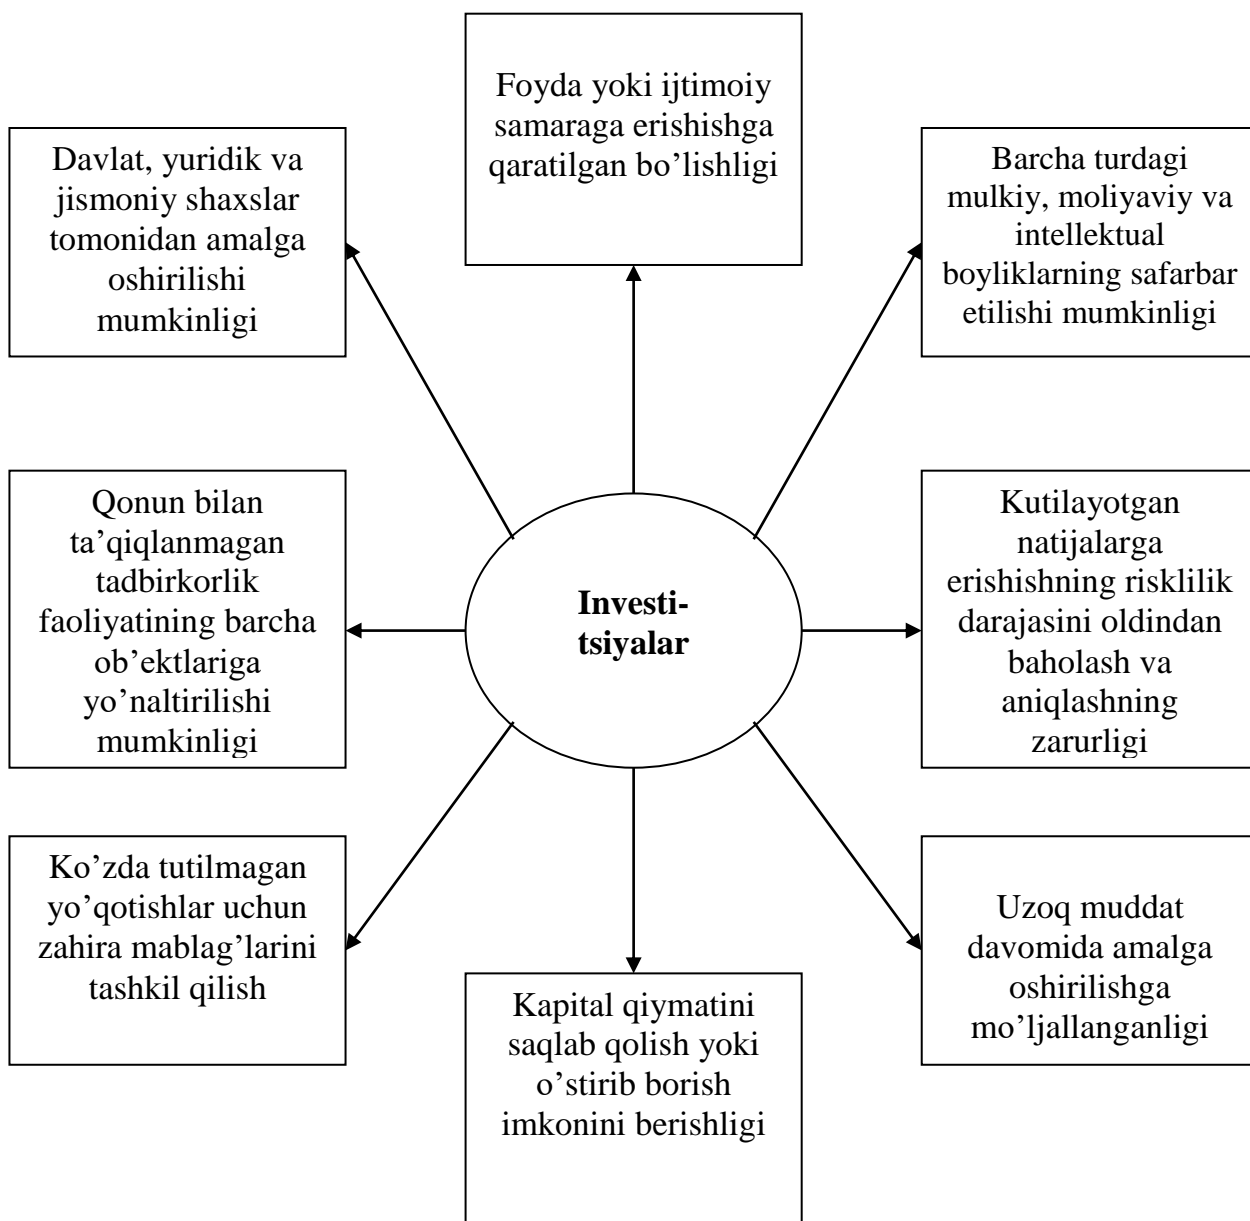 Foyda yoki ijtimoiy
samaraga erishishga
qaratilgan bo’lishligi
Davlat, yuridik va
jismoniy shaxslar
tomonidan amalga
oshirilishi
mumkinligi
Barcha turdagi
mulkiy, moliyaviy va
intellektual
boyliklarning safarbar
etilishi mumkinligi
Qonun bilan
ta’qiqlanmagan
tadbirkorlik
faoliyatining barcha
ob’ektlariga
yo’naltirilishi
mumkinligi
Investi-
tsiyalar
Kutilayotgan
natijalarga
erishishning risklilik
darajasini oldindan
baholash va
aniqlashning
zarurligi
Ko’zda tutilmagan
yo’qotishlar uchun
zahira mablag’larini
tashkil qilish
Kapital qiymatini
saqlab qolish yoki
o’stirib borish
imkonini berishligi
Uzoq muddat
davomida amalga
oshirilishga
mo’ljallanganligi